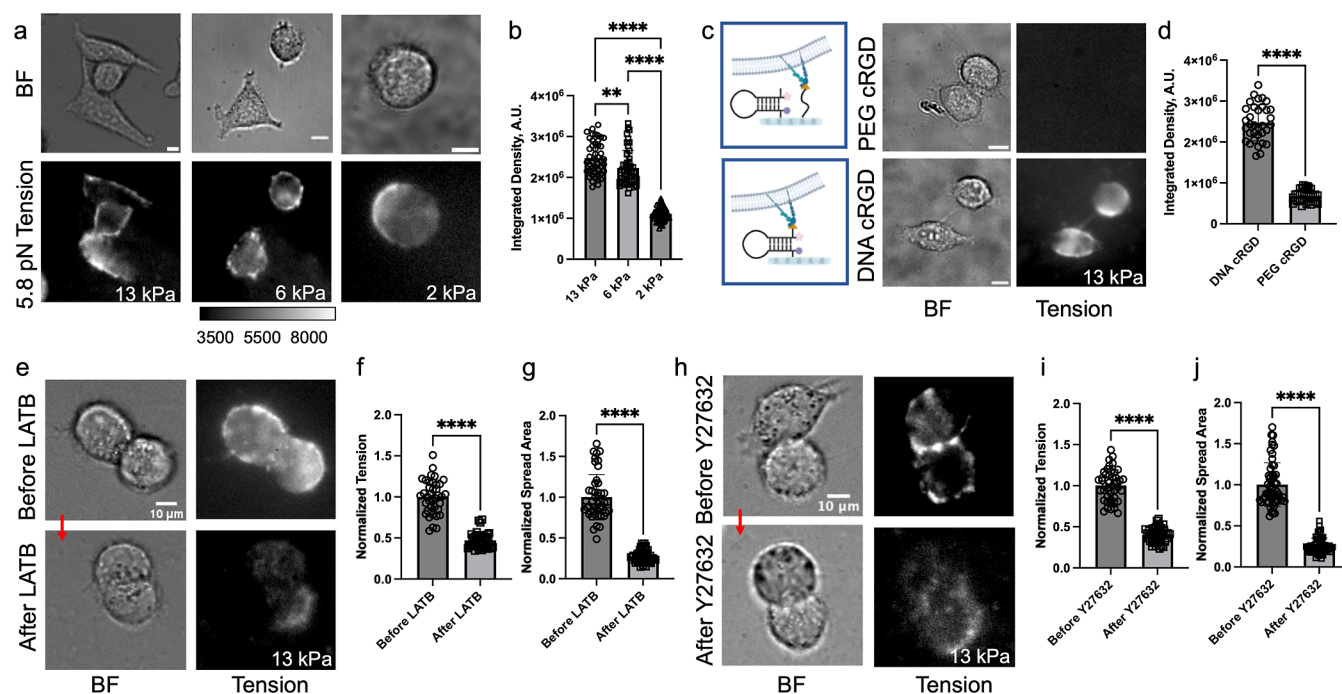 a
BF
5.8 pN Tension
13 kPa
6 kPa
2 kPa
3500 5500 8000
b
Integrated Density, A.U.
4×10⁶
3×10⁶
2×10⁶
1×10⁶
0
****
****
**
13 kPa
6 kPa
2 kPa
c
PEG cRGD
DNA cRGD
13 kPa
BF
Tension
d
Integrated Density, A.U.
4×10⁶
3×10⁶
2×10⁶
1×10⁶
0
****
DNA cRGD
PEG cRGD
e
Before LATB
10 µm
After LATB
13 kPa
BF
Tension
f
Normalized Tension
2.0
1.5
1.0
0.5
0.0
****
Before LATB
After LATB
g
Normalized Spread Area
2.0
1.5
1.0
0.5
0.0
****
Before LATB
After LATB
h
Before Y27632
10 µm
After Y27632
13 kPa
BF
Tension
i
Normalized Tension
2.0
1.5
1.0
0.5
0.0
****
Before Y27632
After Y27632
j
Normalized Spread Area
2.0
1.5
1.0
0.5
0.0
****
Before Y27632
After Y27632